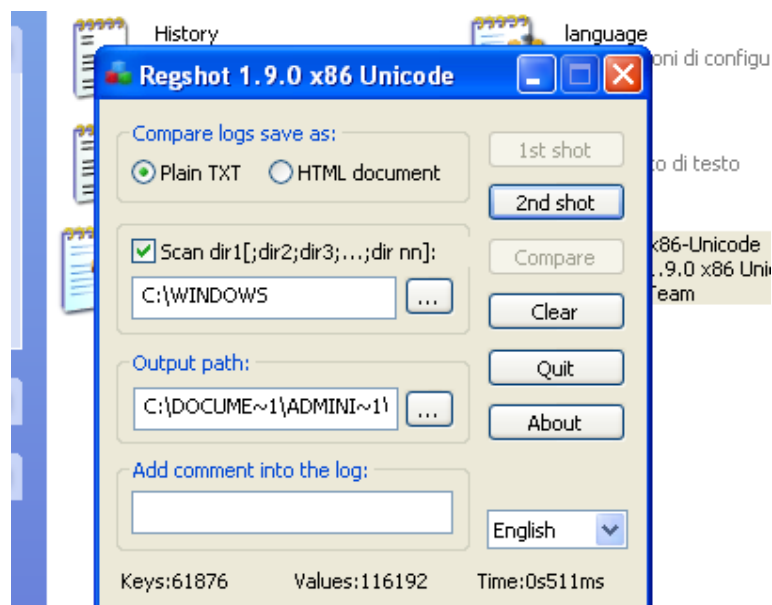 History
language
oni di configu
Regshot 1.9.0 x86 Unicode
Compare logs save as:
Plain TXT
HTML document
1st shot
to di testo
2nd shot
Scan dir1[;dir2;dir3;...;dir nn]:
x86-Unicode
Compare
1.9.0 x86 Uni
C:\WINDOWS
...
Team
Clear
Output path:
Quit
C:\DOCUME~1\ADMINI~1\
...
About
Add comment into the log:
English
Keys:61876
Values:116192
Time:0s511ms